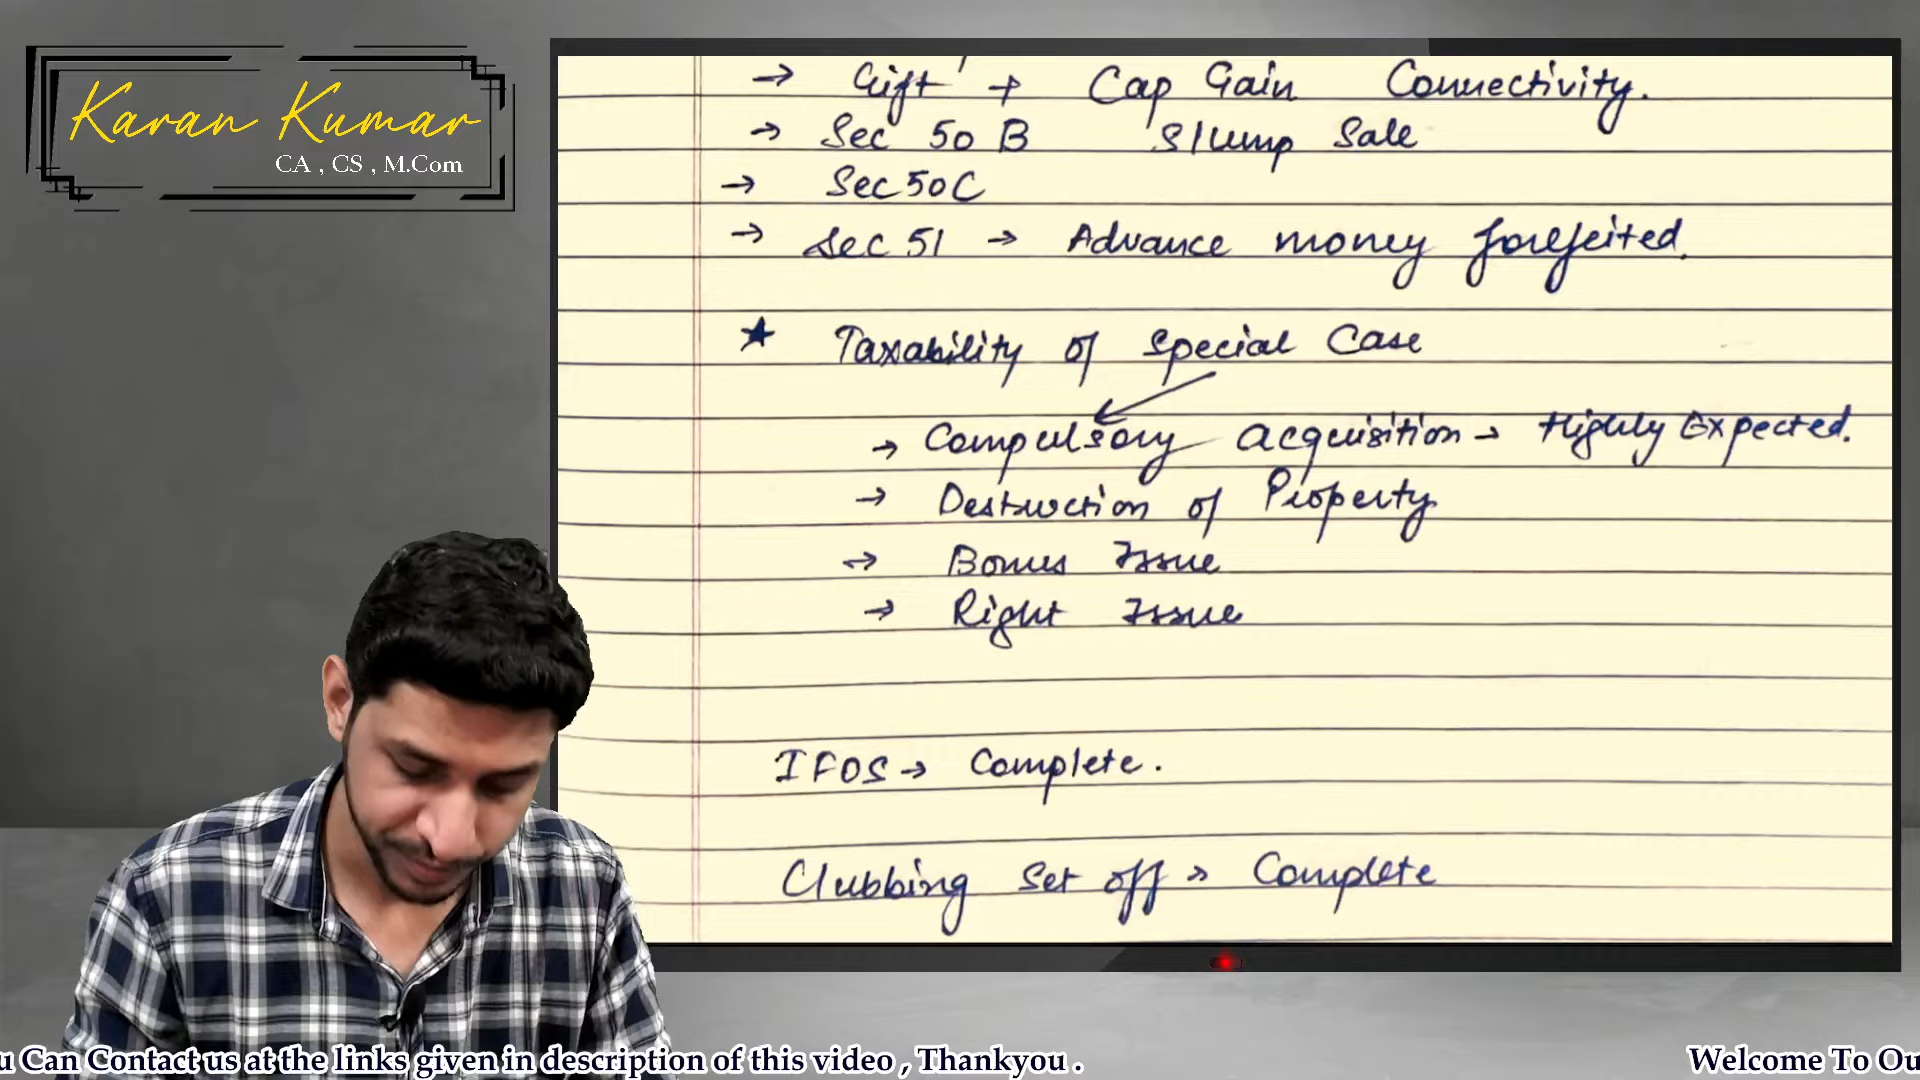 Karan Kumar
CA , CS , M.Com
→ Gift + Cap Gain Connectivity.
→ Sec 50 B Slump Sale
→ Sec 50C
→ Sec 51 → Advance money forefeited.
★ Taxability of Special Case
→ Compulsory acquisition → Highly Expected.
→ Destruction of Property
→ Bonus Issue
→ Right Issue
IFOS → Complete.
Clubbing Set off → Complete
u Can Contact us at the links given in description of this video , Thankyou .
Welcome To Ou